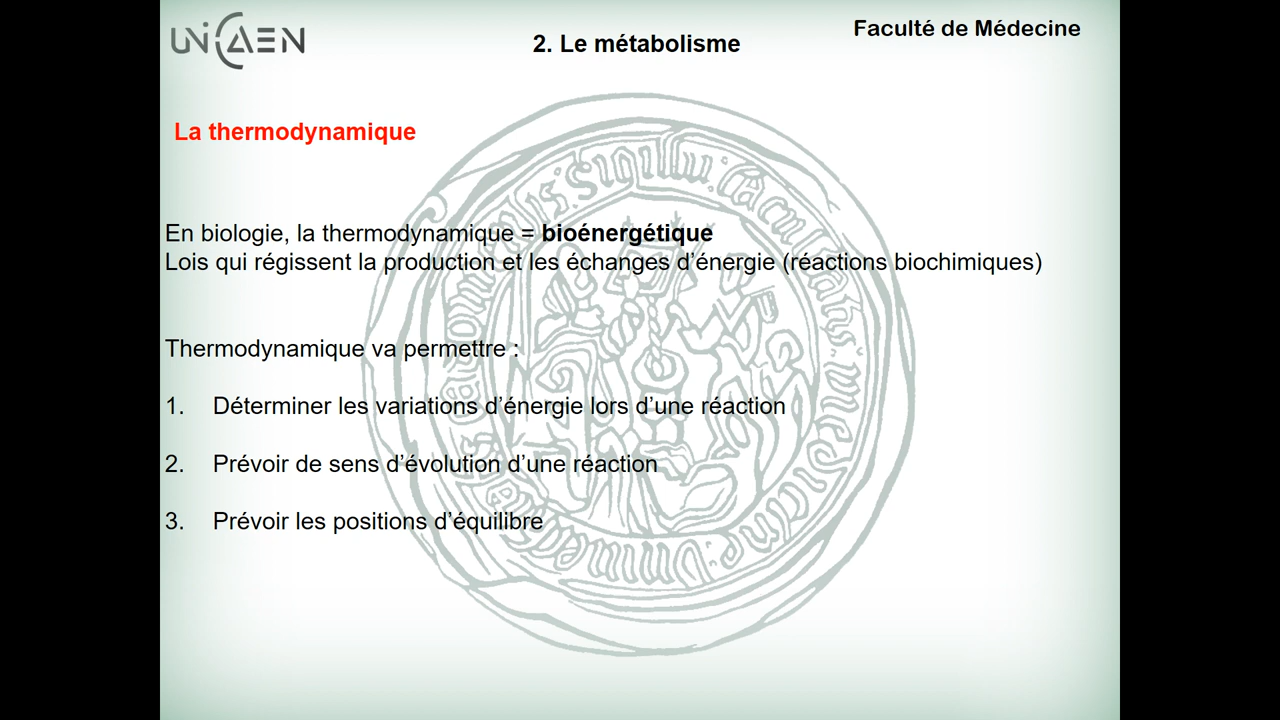 UNICAEN
2. Le métabolisme
Faculté de Médecine
La thermodynamique
En biologie, la thermodynamique = bioénergétique
Lois qui régissent la production et les échanges d’énergie (réactions biochimiques)
Thermodynamique va permettre :
1. Déterminer les variations d’énergie lors d’une réaction
2. Prévoir de sens d’évolution d’une réaction
3. Prévoir les positions d’équilibre